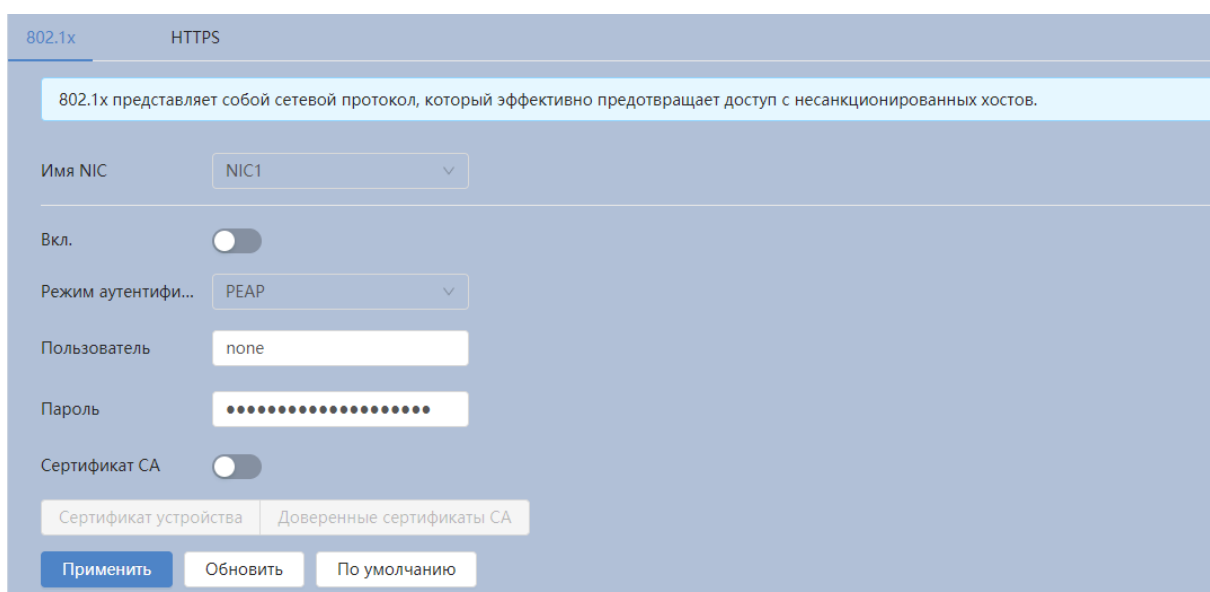 802.1x HTTPS
802.1x представляет собой сетевой протокол, который эффективно предотвращает доступ с несанкционированных хостов.
Имя NIC NIC1
Вкл.
Режим аутентифи... PEAP
Пользователь none
Пароль ••••••••••••••••••••
Сертификат CA
Сертификат устройства Доверенные сертификаты CA
Применить Обновить По умолчанию